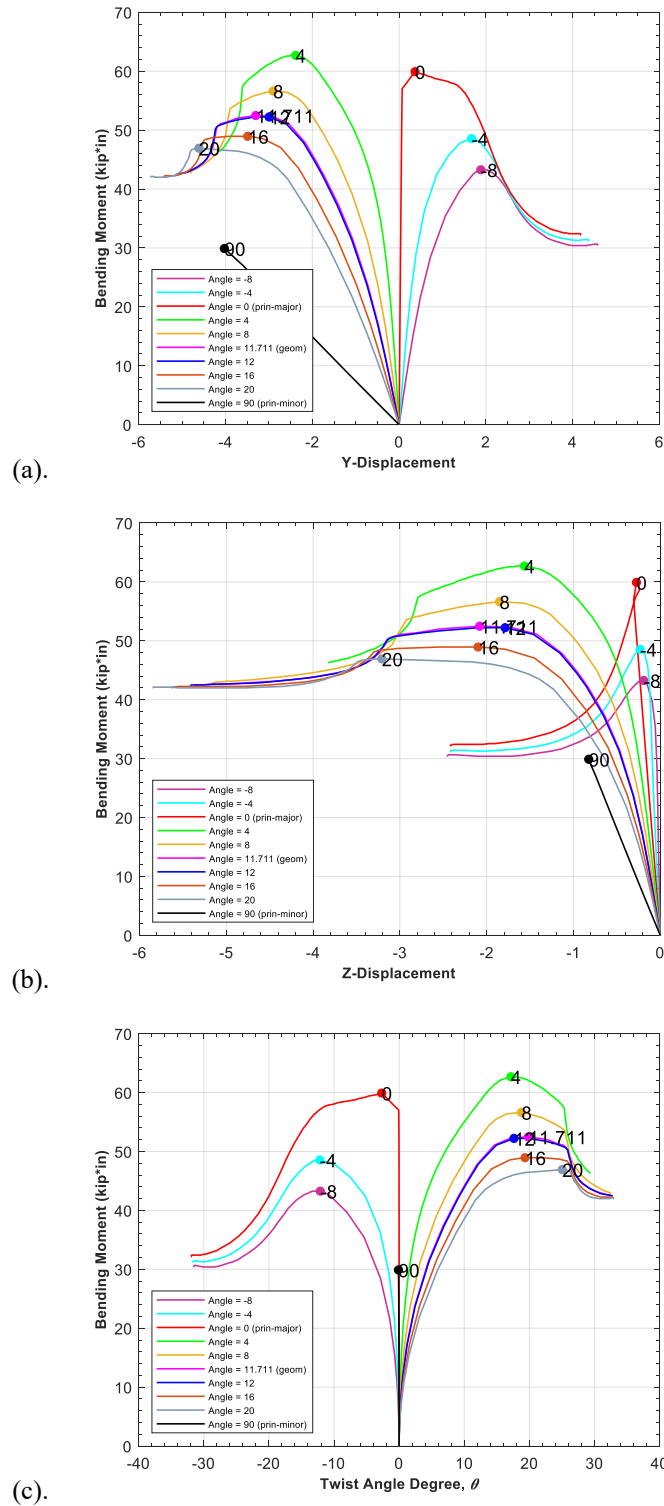 70
60
50
40
30
20
10
0
Bending Moment (kip*in)
4
0
8
11.711
12
-4
16
20
-8
90
Angle = -8
Angle = -4
Angle = 0 (prin-major)
Angle = 4
Angle = 8
Angle = 11.711 (geom)
Angle = 12
Angle = 16
Angle = 20
Angle = 90 (prin-minor)
-6 -4 -2 0 2 4 6
Y-Displacement
(a).
70
60
50
40
30
20
10
0
Bending Moment (kip*in)
4
0
8
11.711
12
-4
16
20
-8
90
Angle = -8
Angle = -4
Angle = 0 (prin-major)
Angle = 4
Angle = 8
Angle = 11.711 (geom)
Angle = 12
Angle = 16
Angle = 20
Angle = 90 (prin-minor)
-6 -5 -4 -3 -2 -1 0
Z-Displacement
(b).
70
60
50
40
30
20
10
0
Bending Moment (kip*in)
4
0
8
12
11.711
-4
16
20
-8
90
Angle = -8
Angle = -4
Angle = 0 (prin-major)
Angle = 4
Angle = 8
Angle = 11.711 (geom)
Angle = 12
Angle = 16
Angle = 20
Angle = 90 (prin-minor)
-40 -30 -20 -10 0 10 20 30 40
Twist Angle Degree, θ
(c).